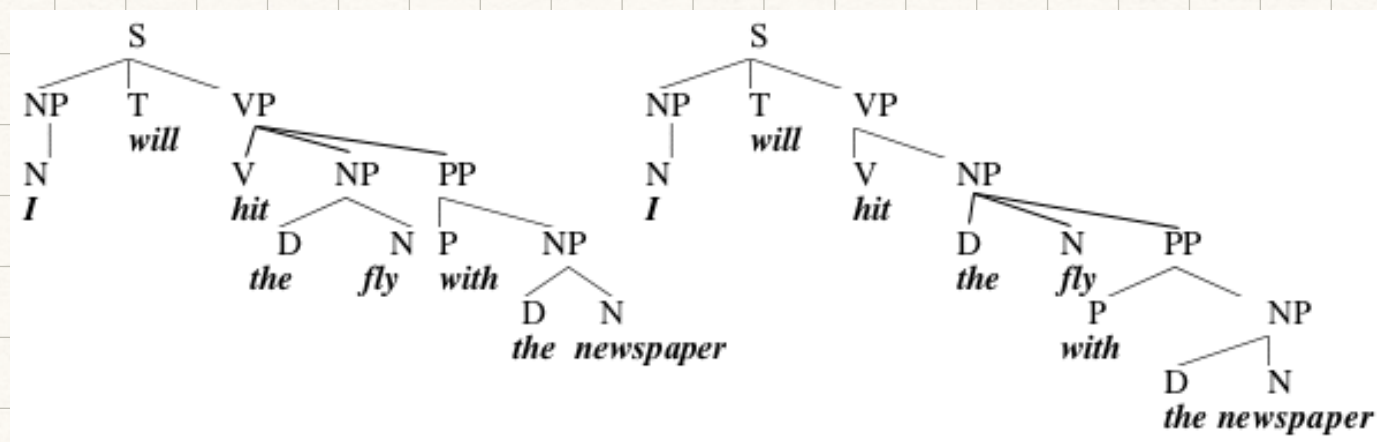 S S
NP T VP NP T VP
will will
N V NP PP N V NP
I hit I hit
D N P NP D N PP
the fly with the fly
D N P NP
the newspaper with
D N
the newspaper